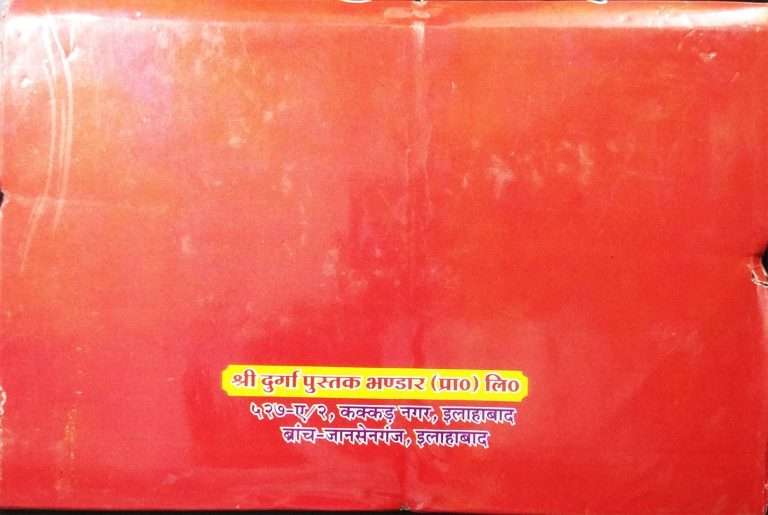 श्री दुर्गा पुस्तक भण्डार (प्रा०) लि०
५२७-ए/२, कक्कड़ नगर, इलाहाबाद
ब्रांच-जानसेनगंज, इलाहाबाद